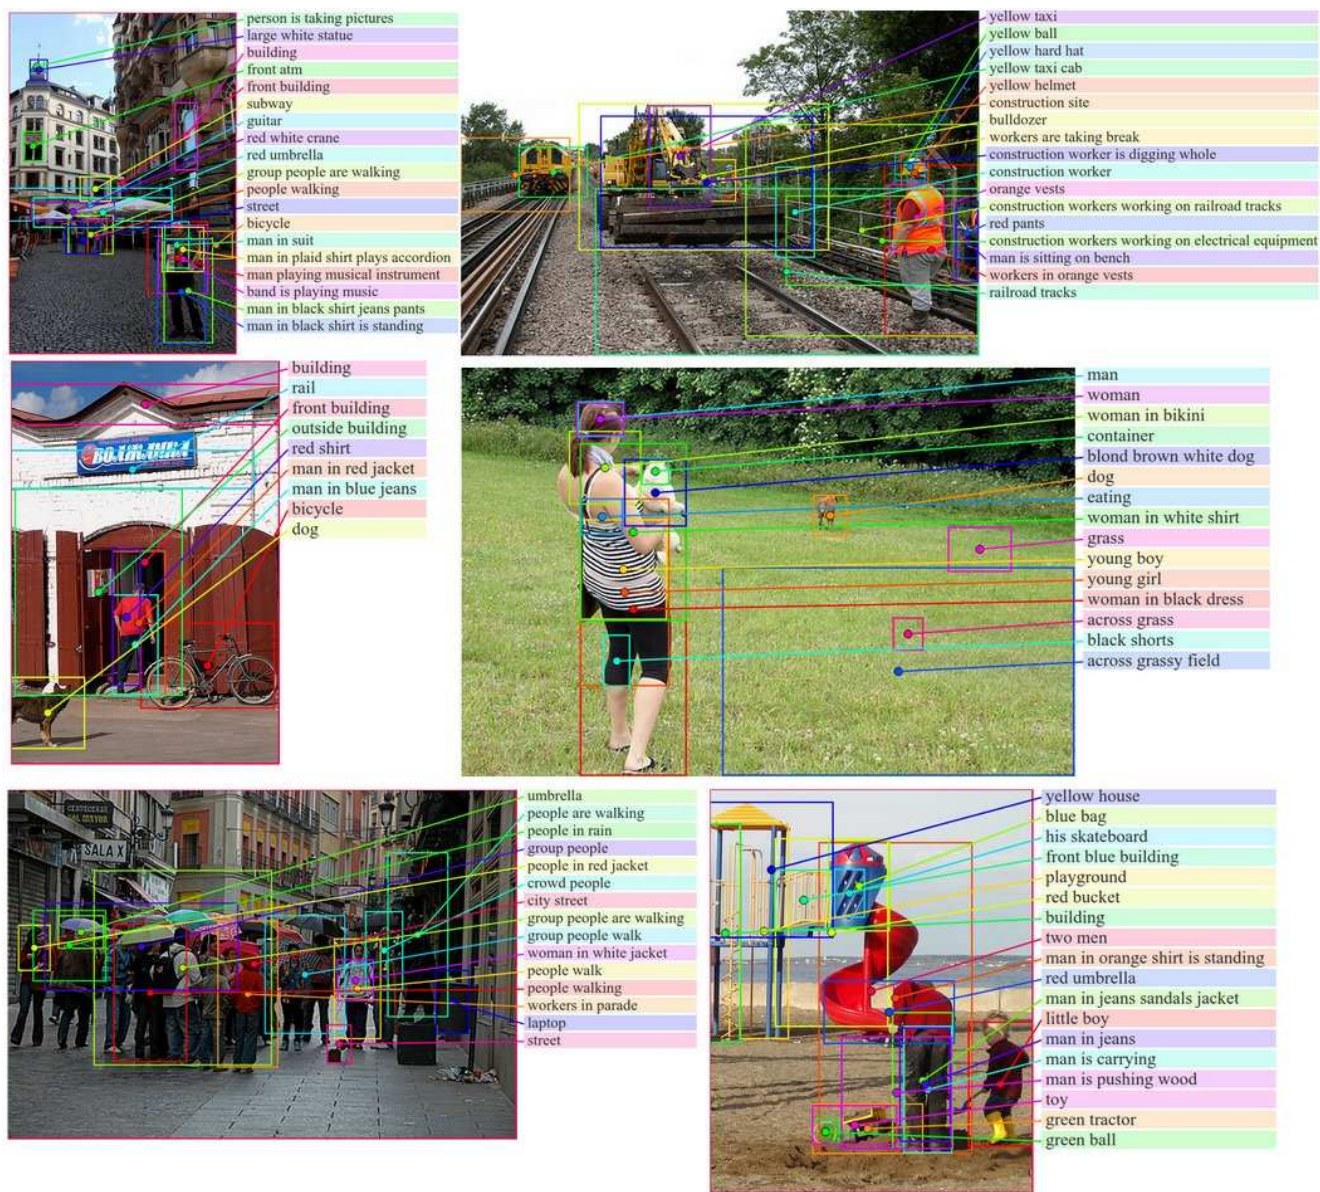 person is taking pictures
large white statue
building
front atm
front building
subway
guitar
red white crane
red umbrella
group people are walking
people walking
street
bicycle
man in suit
man in plaid shirt plays accordion
man playing musical instrument
band is playing music
man in black shirt jeans pants
man in black shirt is standing
yellow taxi
yellow ball
yellow hard hat
yellow taxi cab
yellow helmet
construction site
bulldozer
workers are taking break
construction worker is digging whole
construction worker
orange vests
construction workers working on railroad tracks
red pants
construction workers working on electrical equipment
man is sitting on bench
workers in orange vests
railroad tracks
building
rail
front building
outside building
red shirt
man in red jacket
man in blue jeans
bicycle
dog
man
woman
woman in bikini
container
blond brown white dog
dog
eating
woman in white shirt
grass
young boy
young girl
woman in black dress
across grass
black shorts
across grassy field
SALA X
umbrella
people are walking
people in rain
group people
people in red jacket
crowd people
city street
group people are walking
group people walk
woman in white jacket
people walk
people walking
workers in parade
laptop
street
yellow house
blue bag
his skateboard
front blue building
playground
red bucket
building
two men
man in orange shirt is standing
red umbrella
man in jeans sandals jacket
little boy
man in jeans
man is carrying
man is pushing wood
toy
green tractor
green ball